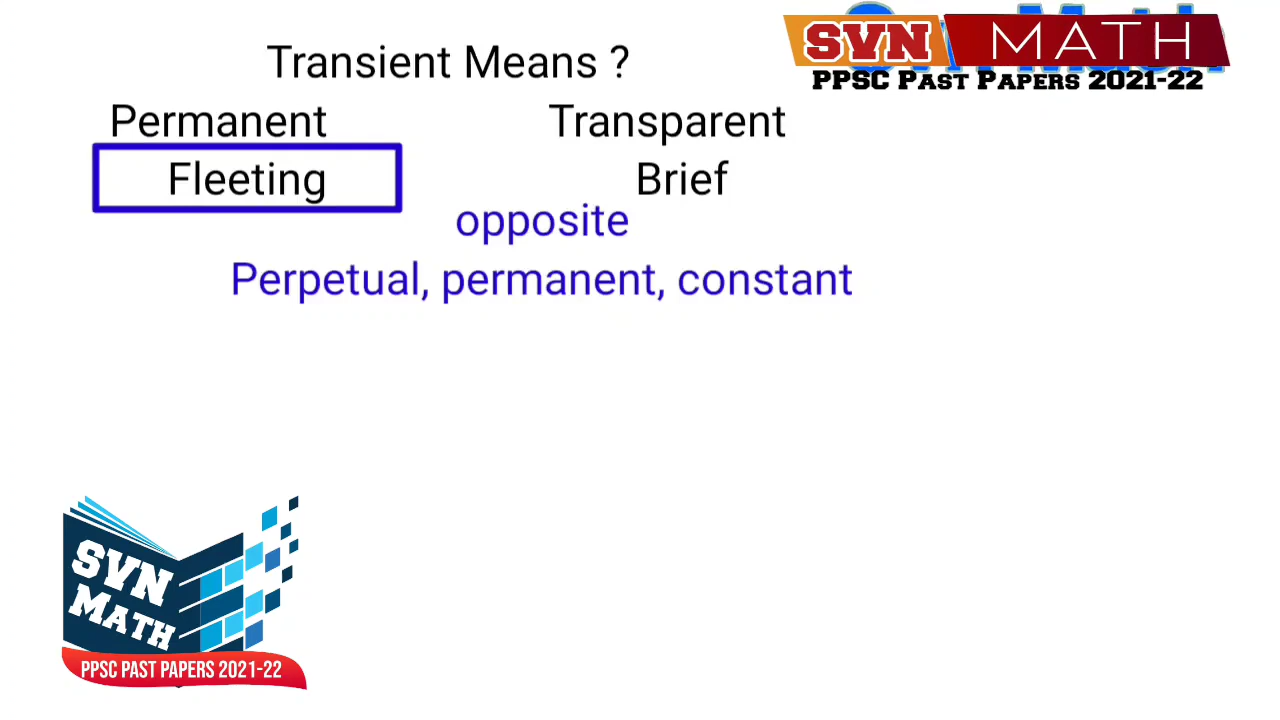 Transient Means ?
SVN MATH
PPSC PAST PAPERS 2021-22
Permanent Transparent
Fleeting Brief
opposite
Perpetual, permanent, constant
SVN
MATH
PPSC PAST PAPERS 2021-22